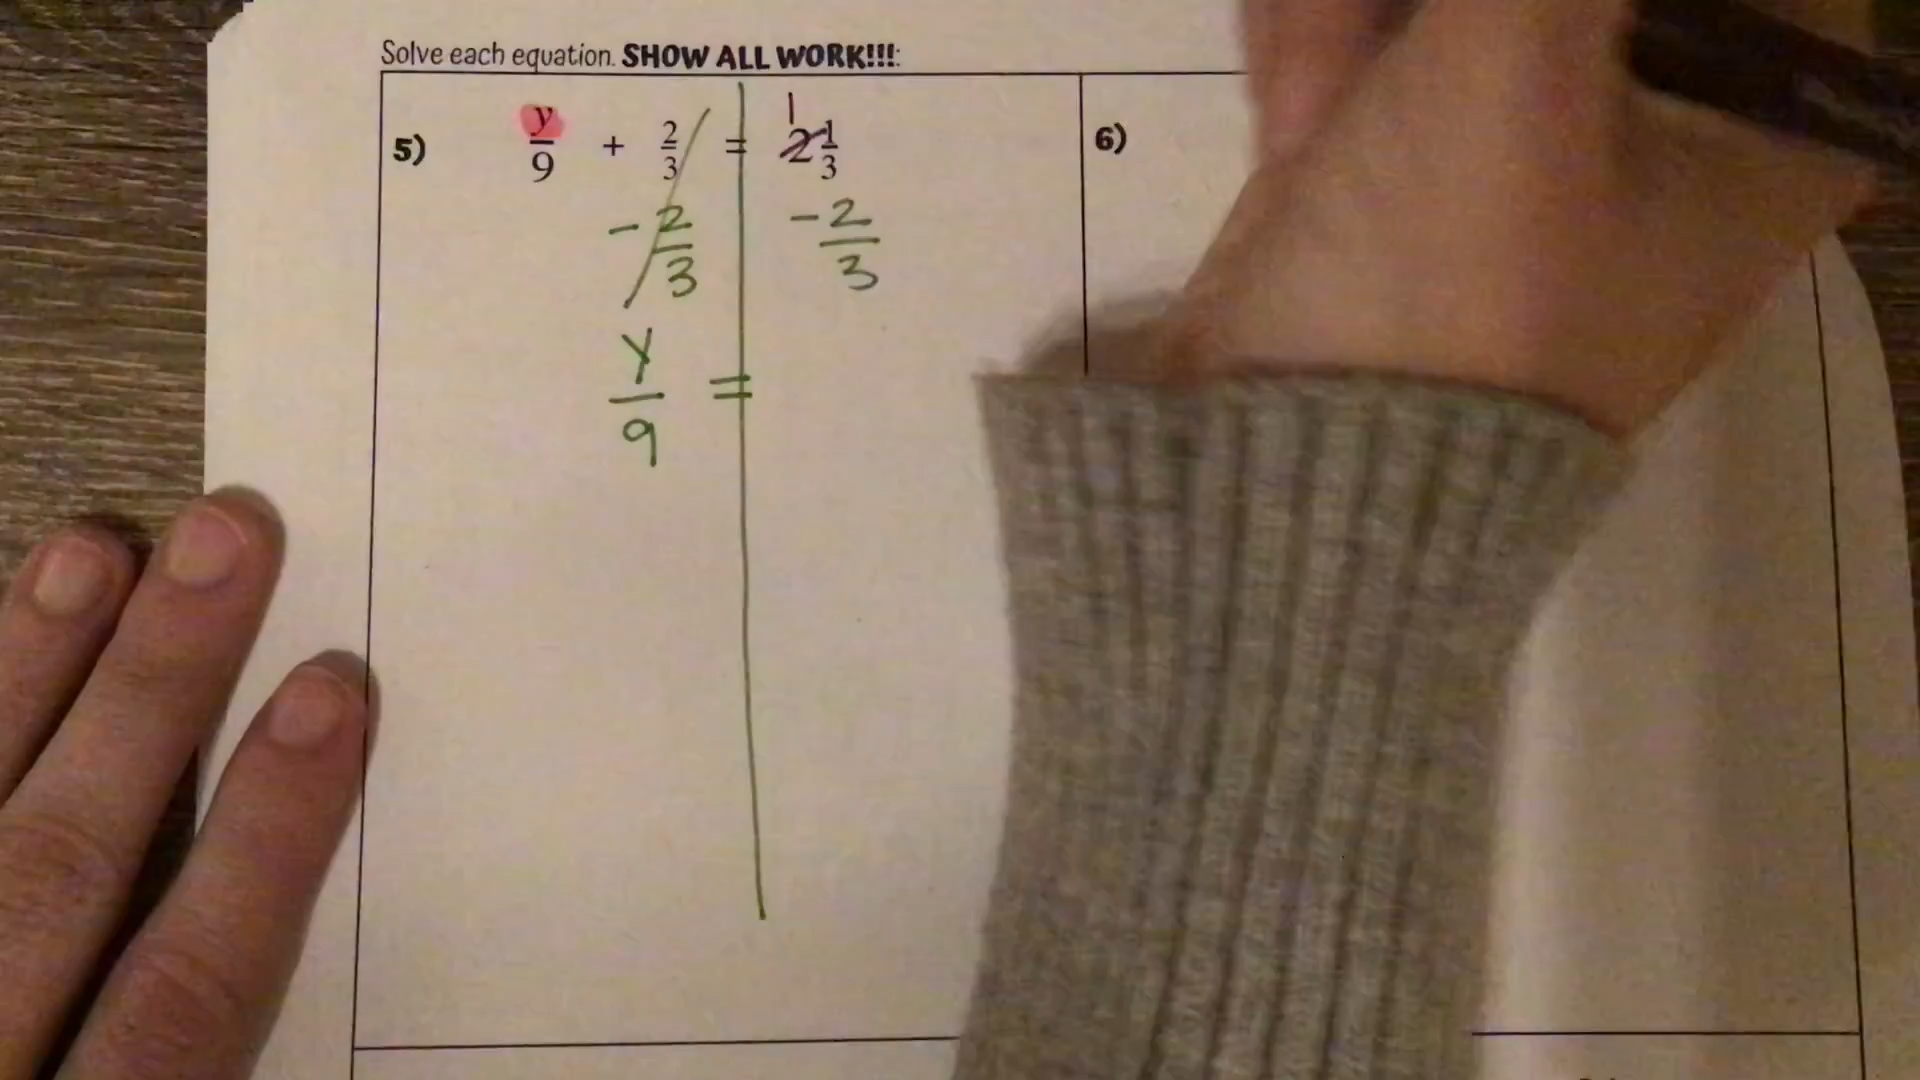 Solve each equation. SHOW ALL WORK!!!:
5) y/9 + 2/3 = 2 1/3
1
- 2/3 - 2/3
y/9 =
6)